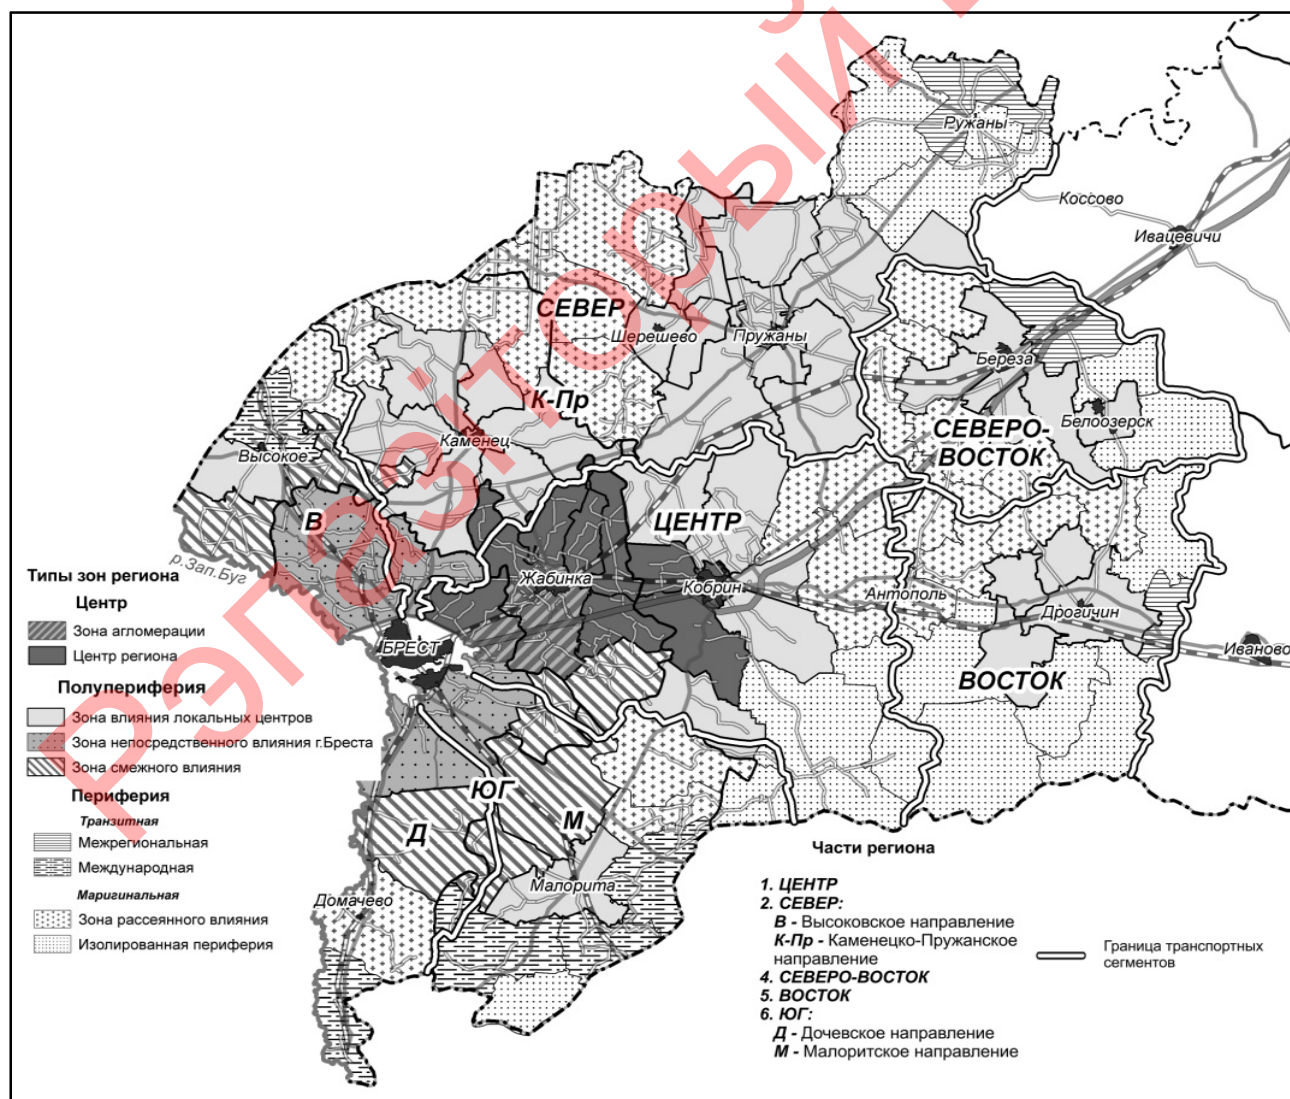 Рэпазіторый
Ружаны
Коссово
Ивацевичи
СЕВЕР
Шерешево
Пружаны
Береза
К-Пр
Белоозерск
СЕВЕРО-
ВОСТОК
Каменец
Высокое
В
ЦЕНТР
р.Зап.Буг
Жабинка
Кобрин
Антополь
Дрогичин
БРЕСТ
Иваново
ВОСТОК
ЮГ
Д
М
Малорита
Домачево
Типы зон региона
Центр
Зона агломерации
Центр региона
Полупериферия
Зона влияния локальных центров
Зона непосредственного влияния г.Бреста
Зона смежного влияния
Периферия
Транзитная
Межрегиональная
Международная
Маригинальная
Зона рассеянного влияния
Изолированная периферия
Части региона
1. ЦЕНТР
2. СЕВЕР:
В - Высоковское направление
К-Пр - Каменецко-Пружанское
направление
4. СЕВЕРО-ВОСТОК
5. ВОСТОК
6. ЮГ:
Д - Дочевское направление
М - Малоритское направление
Граница транспортных
сегментов